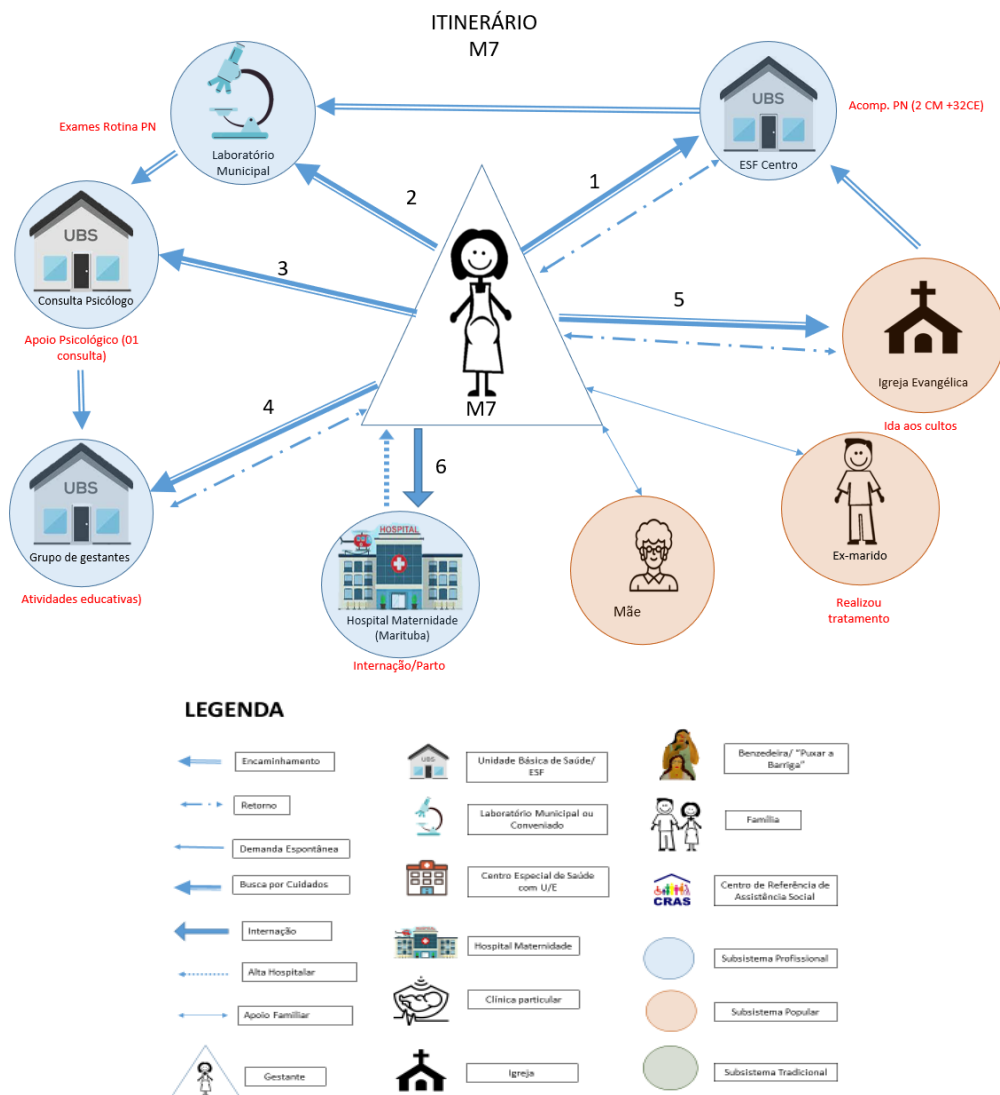 ITINERÁRIO
M7
UBS
ESF Centro
Acomp. PN (2 CM +32CE)
Laboratório
Municipal
Exames Rotina PN
1
2
UBS
Consulta Psicólogo
Apoio Psicológico (01
consulta)
3
5
Igreja Evangélica
Ida aos cultos
M7
4
UBS
Grupo de gestantes
Atividades educativas)
6
HOSPITAL
Hospital Maternidade
(Marituba)
Internação/Parto
Mãe
Ex-marido
Realizou
tratamento
LEGENDA
Encaminhamento
Retorno
Demanda Espontânea
Busca por Cuidados
Internação
Alta Hospitalar
Apoio Familiar
Gestante
UBS
Unidade Básica de Saúde/
ESF
Laboratório Municipal ou
Conveniado
Centro Especial de Saúde
com U/E
Hospital Maternidade
Clínica particular
Igreja
Benzedeira/ "Puxar a
Barriga"
Família
CRAS
Centro de Referência de
Assistência Social
Subsistema Profissional
Subsistema Popular
Subsistema Tradicional